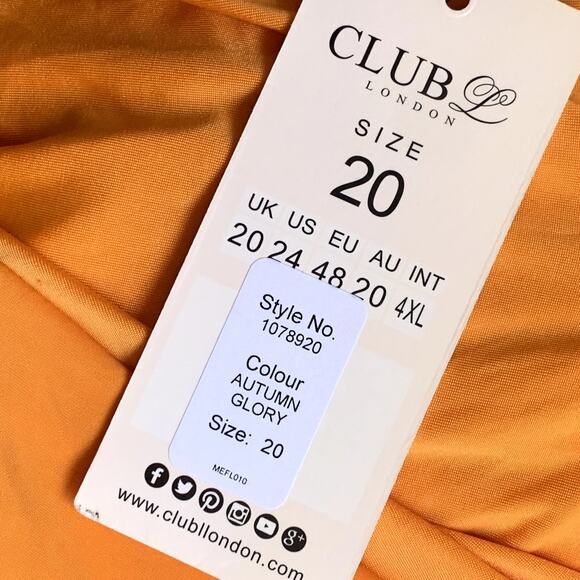 CLUB L
LONDON
SIZE
20
UK US EU AU INT
20 24 48 20 4XL
Style No.
1078920
Colour
AUTUMN
GLORY
Size: 20
MEFL010
www.clubllondon.com